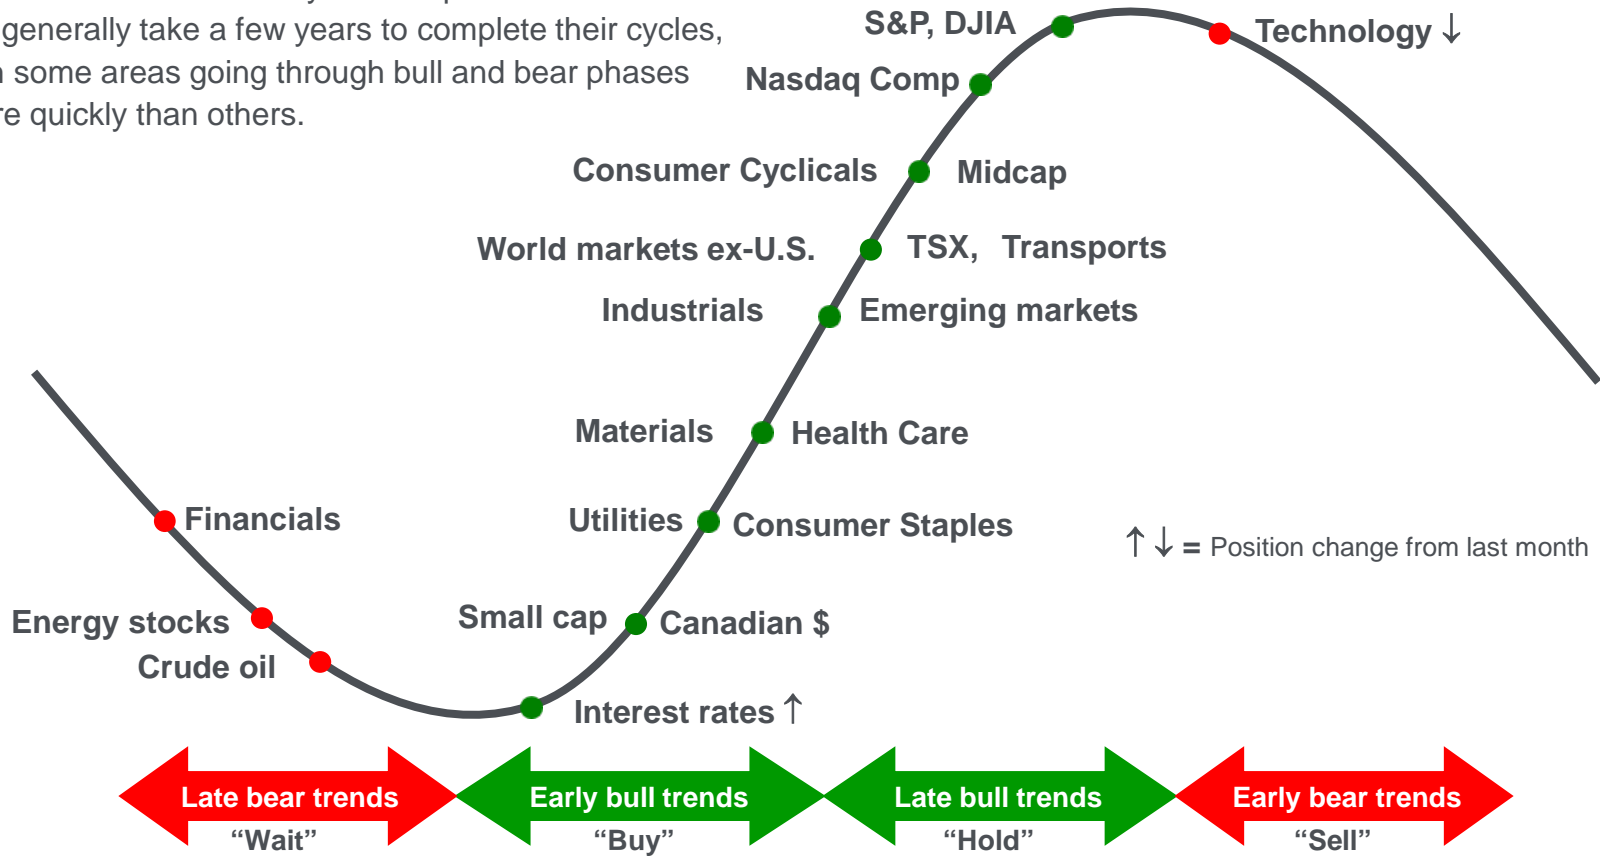 generally take a few years to complete their cycles,
some areas going through bull and bear phases
quickly than others.
S&P, DJIA
Technology ↓
Nasdaq Comp
Consumer Cyclicals
Midcap
World markets ex-U.S.
TSX, Transports
Industrials
Emerging markets
Materials
Health Care
Financials
Utilities
Consumer Staples
↑↓ = Position change from last month
Energy stocks
Small cap
Canadian $
Crude oil
Interest rates ↑
Late bear trends
Early bull trends
Late bull trends
Early bear trends
“Wait”
“Buy”
“Hold”
“Sell”